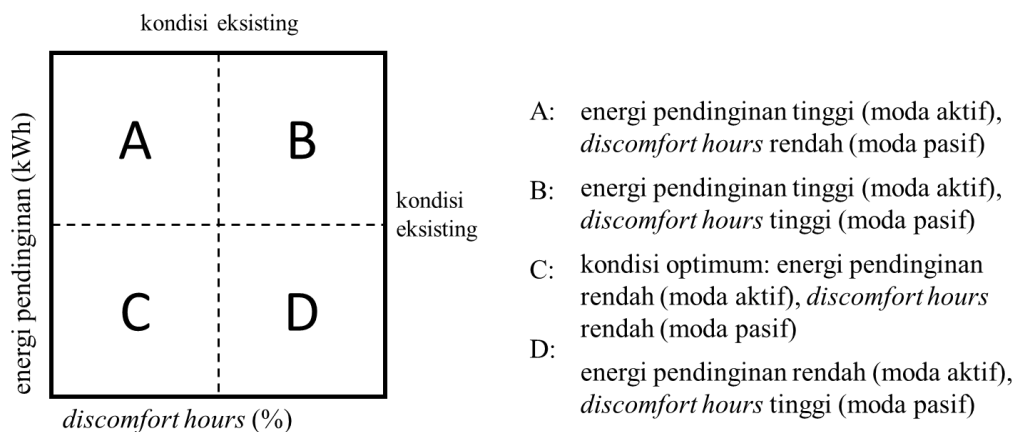 kondisi eksisting
energi pendinginan (kWh)
A
B
C
D
kondisi
eksisting
discomfort hours (%)
A: energi pendinginan tinggi (moda aktif),
discomfort hours rendah (moda pasif)
B: energi pendinginan tinggi (moda aktif),
discomfort hours tinggi (moda pasif)
C: kondisi optimum: energi pendinginan
rendah (moda aktif), discomfort hours
rendah (moda pasif)
D:
energi pendinginan rendah (moda aktif),
discomfort hours tinggi (moda pasif)